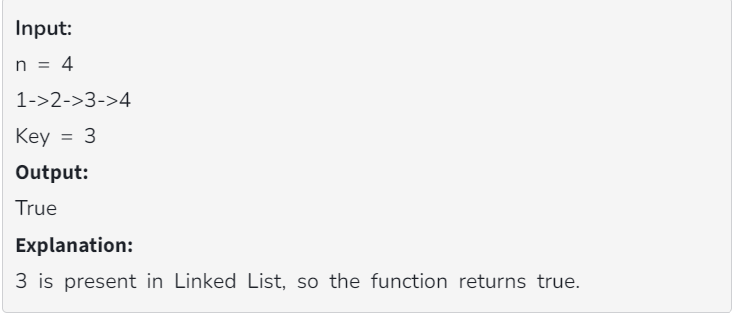 Input:
n = 4
1->2->3->4
Key = 3
Output:
True
Explanation:
3 is present in Linked List, so the function returns true.